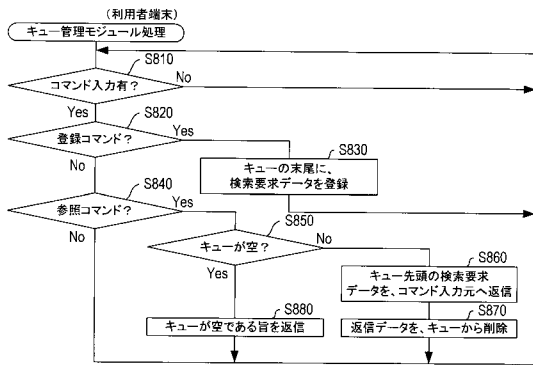 (利用者端末)
キュー管理モジュール処理
S810
コマンド入力有?
No
Yes
S820
登録コマンド?
Yes
No
S830
キューの末尾に、
検索要求データを登録
S840
参照コマンド?
Yes
No
S850
キューが空?
No
Yes
S860
キュー先頭の検索要求
データを、コマンド入力元へ返信
S880
キューが空である旨を返信
S870
返信データを、キューから削除